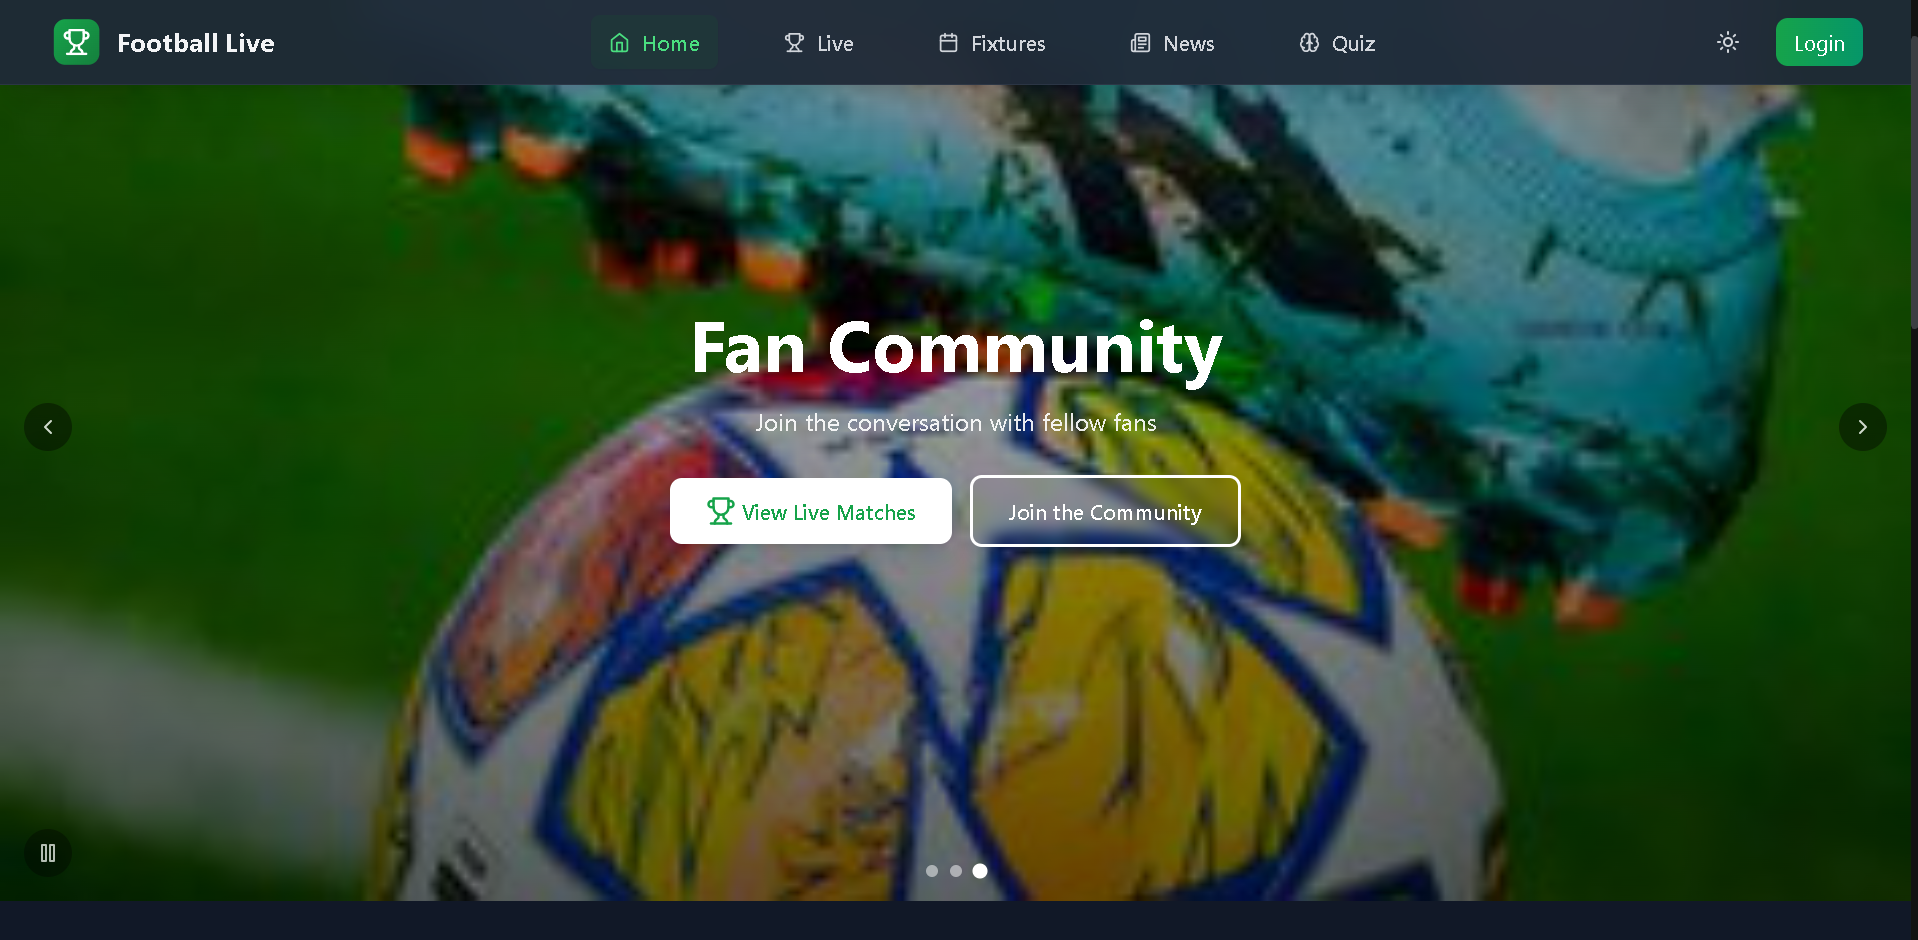 Football Live
Home
Live
Fixtures
News
Quiz
Login
Fan Community
Join the conversation with fellow fans
View Live Matches
Join the Community